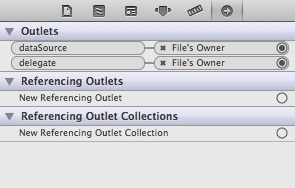 Outlets
dataSource File's Owner
delegate File's Owner
Referencing Outlets
New Referencing Outlet
Referencing Outlet Collections
New Referencing Outlet Collection